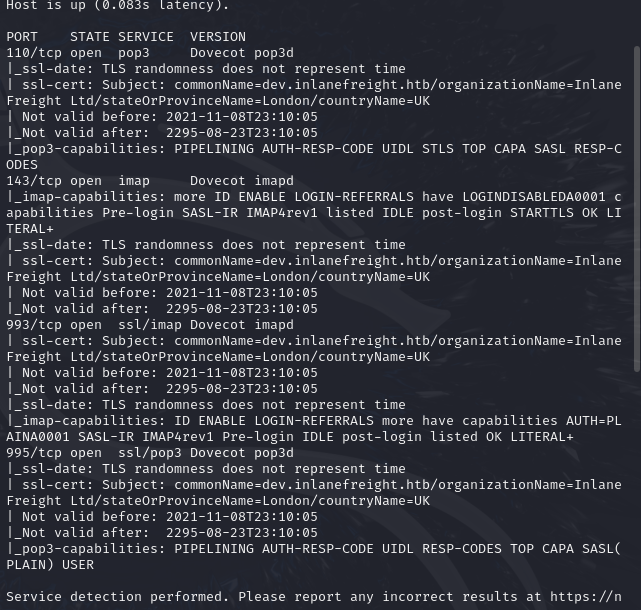 Host is up (0.083s latency).
PORT    STATE SERVICE  VERSION
110/tcp open  pop3     Dovecot pop3d
|_ssl-date: TLS randomness does not represent time
| ssl-cert: Subject: commonName=dev.inlanefreight.htb/organizationName=Inlane
Freight Ltd/stateOrProvinceName=London/countryName=UK
| Not valid before: 2021-11-08T23:10:05
|_Not valid after:  2295-08-23T23:10:05
|_pop3-capabilities: PIPELINING AUTH-RESP-CODE UIDL STLS TOP CAPA SASL RESP-C
ODES
143/tcp open  imap     Dovecot imapd
|_imap-capabilities: more ID ENABLE LOGIN-REFERRALS have LOGINDISABLEDA0001 c
apabilities Pre-login SASL-IR IMAP4rev1 listed IDLE post-login STARTTLS OK LI
TERAL+
|_ssl-date: TLS randomness does not represent time
| ssl-cert: Subject: commonName=dev.inlanefreight.htb/organizationName=Inlane
Freight Ltd/stateOrProvinceName=London/countryName=UK
| Not valid before: 2021-11-08T23:10:05
|_Not valid after:  2295-08-23T23:10:05
993/tcp open  ssl/imap Dovecot imapd
| ssl-cert: Subject: commonName=dev.inlanefreight.htb/organizationName=Inlane
Freight Ltd/stateOrProvinceName=London/countryName=UK
| Not valid before: 2021-11-08T23:10:05
|_Not valid after:  2295-08-23T23:10:05
|_ssl-date: TLS randomness does not represent time
|_imap-capabilities: ID ENABLE LOGIN-REFERRALS more have capabilities AUTH=PL
AINA0001 SASL-IR IMAP4rev1 Pre-login IDLE post-login listed OK LITERAL+
995/tcp open  ssl/pop3 Dovecot pop3d
|_ssl-date: TLS randomness does not represent time
| ssl-cert: Subject: commonName=dev.inlanefreight.htb/organizationName=Inlane
Freight Ltd/stateOrProvinceName=London/countryName=UK
| Not valid before: 2021-11-08T23:10:05
|_Not valid after:  2295-08-23T23:10:05
|_pop3-capabilities: PIPELINING AUTH-RESP-CODE UIDL RESP-CODES TOP CAPA SASL(
PLAIN) USER
Service detection performed. Please report any incorrect results at https://n